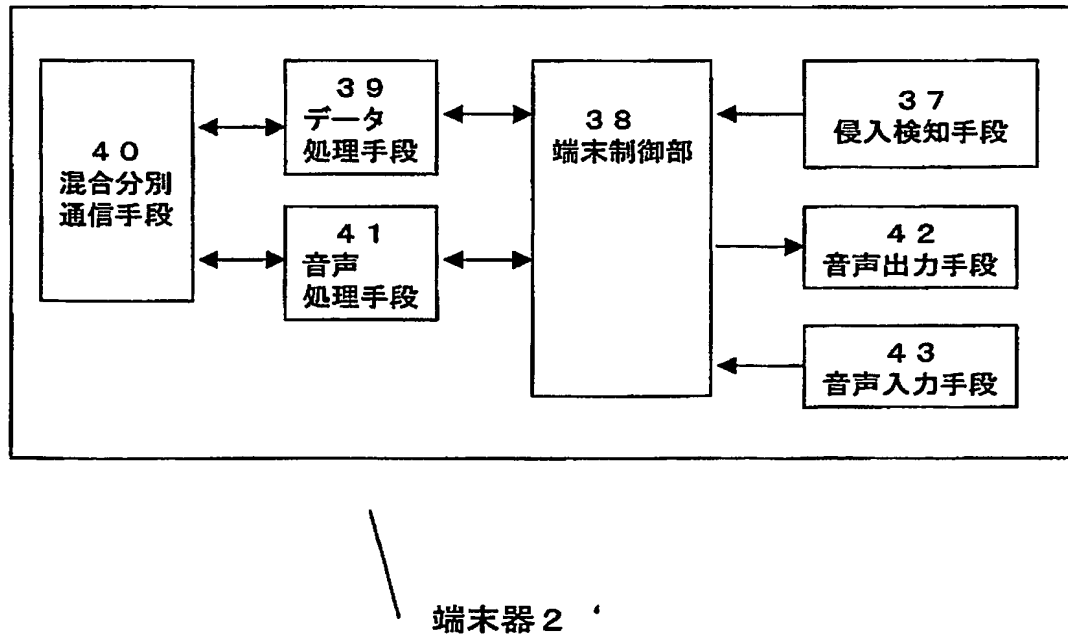 ４０
混合分別
通信手段
３９
データ
処理手段
４１
音声
処理手段
３８
端末制御部
３７
侵入検知手段
４２
音声出力手段
４３
音声入力手段
端末器２